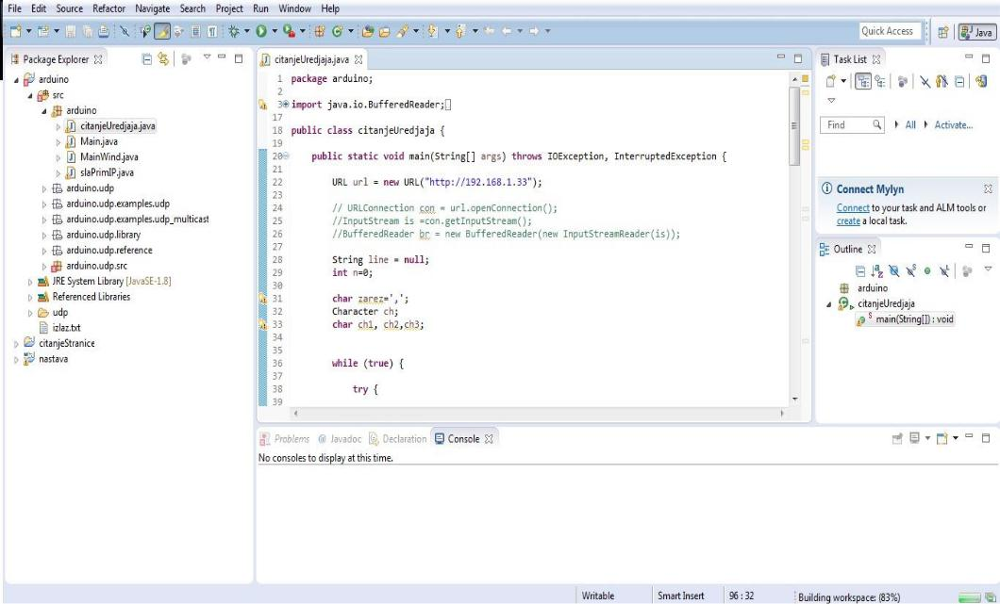 File Edit Source Refactor Navigate Search Project Run Window Help
Quick Access
Java
Package Explorer
arduino
src
arduino
citanjeUredjaja.java
Main.java
MainWind.java
slaPrimIP.java
arduino.udp
arduino.udp.examples.udp
arduino.udp.examples.udp_multicast
arduino.udp.library
arduino.udp.reference
arduino.udp.src
JRE System Library [JavaSE-1.8]
Referenced Libraries
udp
izlaz.txt
citanjeStranice
nastava
citanjeUredjaja.java
1 package arduino;
2
3 import java.io.BufferedReader;
17
18 public class citanjeUredjaja {
19
20 public static void main(String[] args) throws IOException, InterruptedException {
21
22 URL url = new URL("http://192.168.1.33");
23
24 // URLConnection con = url.openConnection();
25 //InputStream is =con.getInputStream();
26 //BufferedReader br = new BufferedReader(new InputStreamReader(is));
27
28 String line = null;
29 int n=0;
30
31 char zarez=',';
32 Character ch;
33 char ch1, ch2,ch3;
34
35
36 while (true) {
37
38 try {
39
Task List
Find All Activate...
Connect Mylyn
Connect to your task and ALM tools or
create a local task.
Outline
arduino
citanjeUredjaja
S main(String[]) : void
Problems @ Javadoc Declaration Console
No consoles to display at this time.
Writable Smart Insert 96 : 32 Building workspace: (83%)